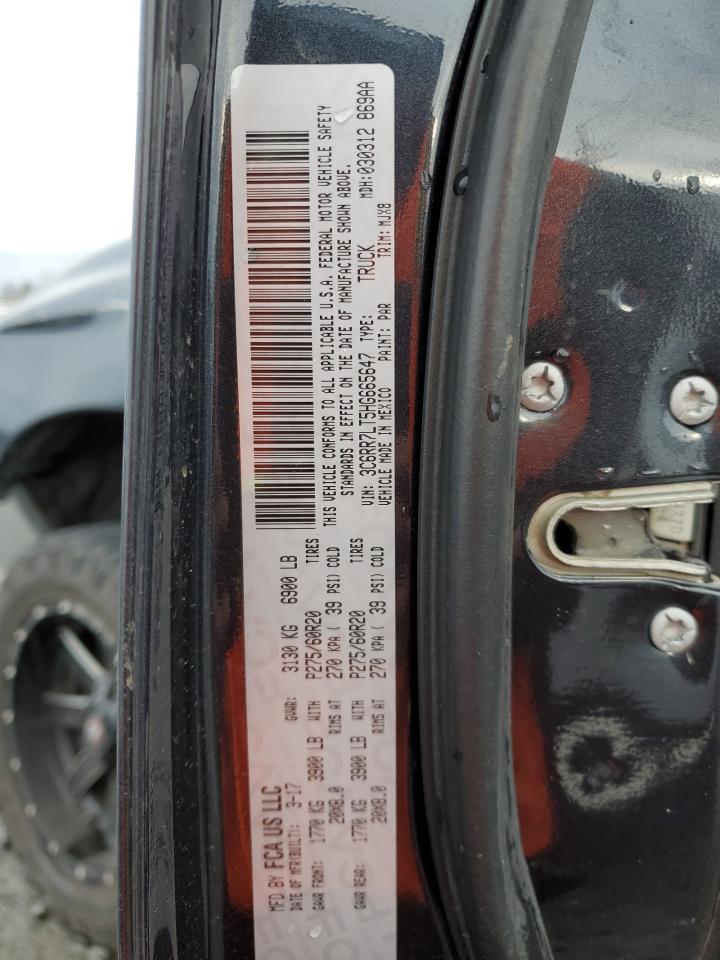 MFD BY FCA US LLC
DATE OF MFR(BUILT): 3-17 GVWR: 3130 KG 6900 LB
GAWR FRONT: 1770 KG 3900 LB WITH P275/60R20 TIRES
20X8.0 RIMS AT 270 KPA ( 39 PSI) COLD
GAWR REAR: 1770 KG 3900 LB WITH P275/60R20 TIRES
20X8.0 RIMS AT 270 KPA ( 39 PSI) COLD
THIS VEHICLE CONFORMS TO ALL APPLICABLE U.S.A. FEDERAL MOTOR VEHICLE SAFETY
STANDARDS IN EFFECT ON THE DATE OF MANUFACTURE SHOWN ABOVE.
VIN: 3C6RR7LT5HG665647 TYPE: TRUCK MDH:030312 869AA
VEHICLE MADE IN MEXICO PAINT: PAR TRIM: MJX8